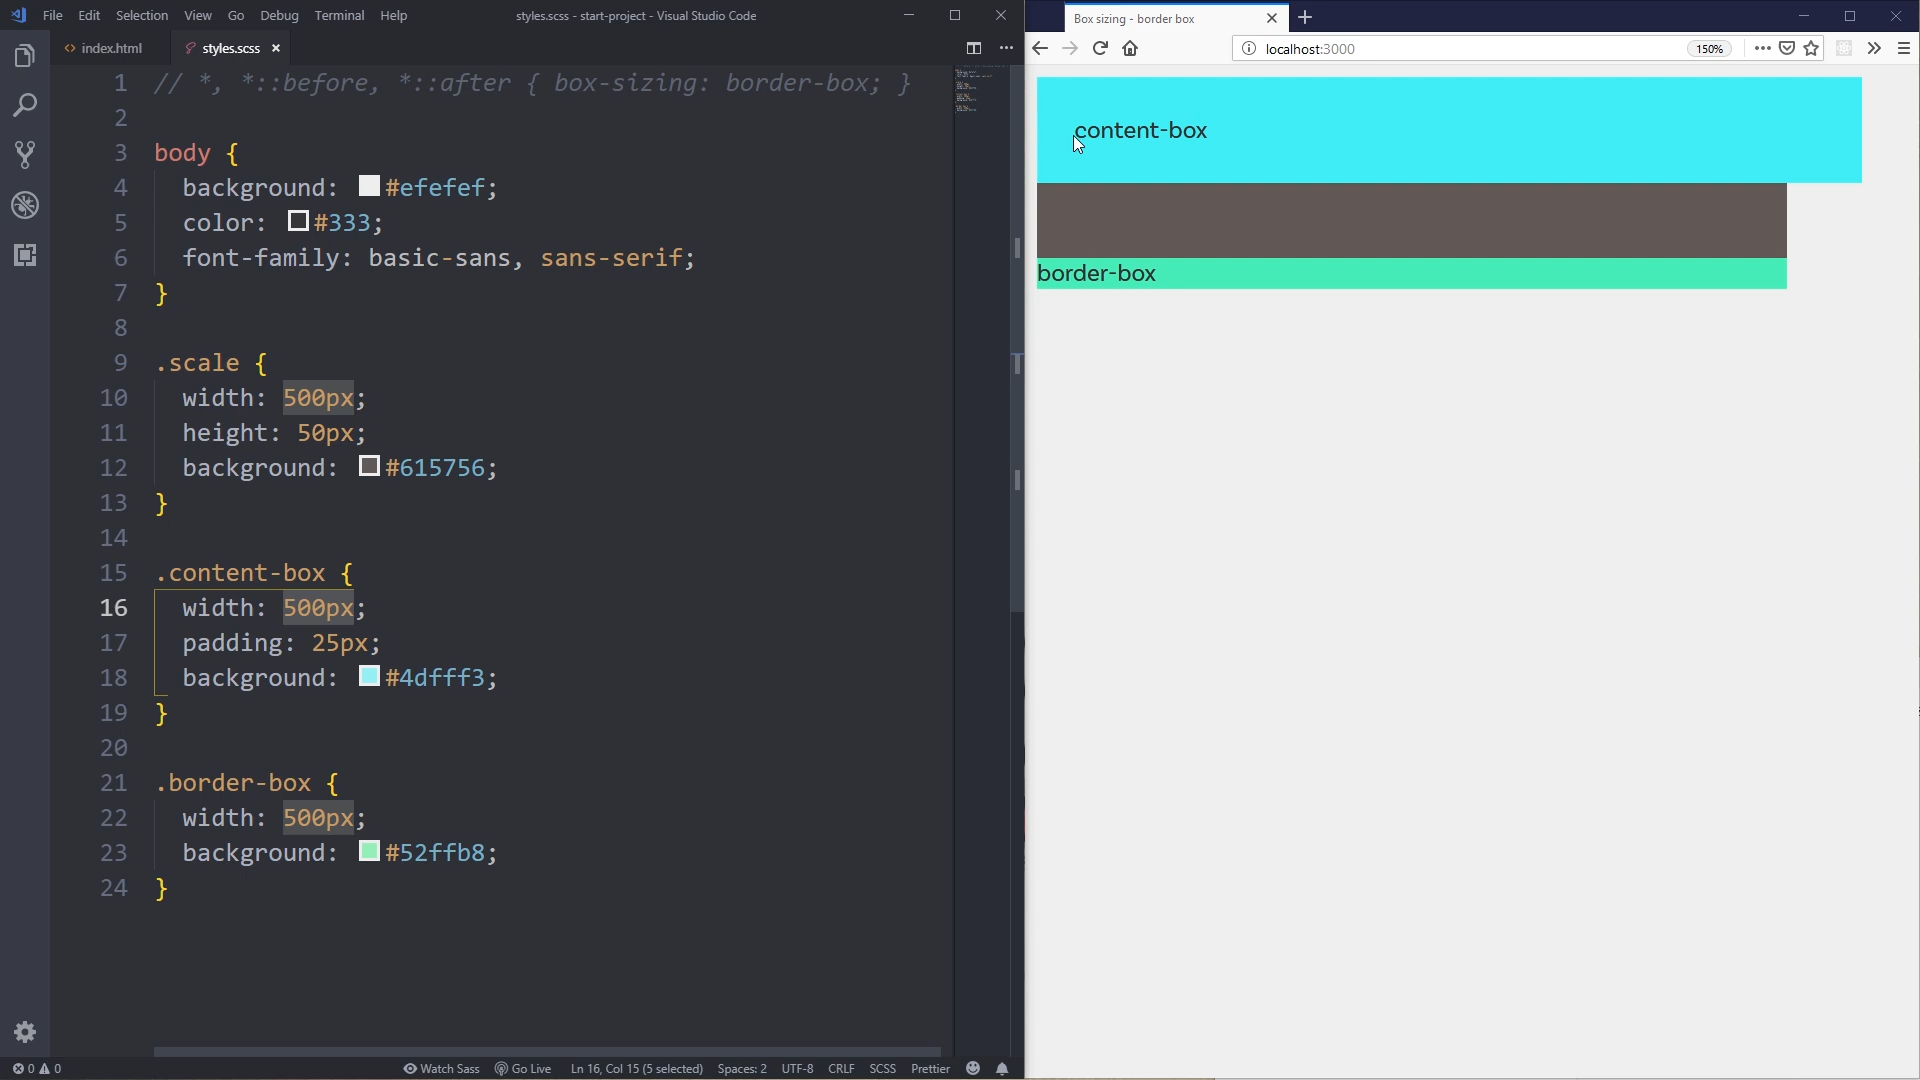 File Edit Selection View Go Debug Terminal Help
styles.scss - start-project - Visual Studio Code
index.html
styles.scss
1 // *, *::before, *::after { box-sizing: border-box; }
2
3 body {
4 background: #efefef;
5 color: #333;
6 font-family: basic-sans, sans-serif;
7 }
8
9 .scale {
10 width: 500px;
11 height: 50px;
12 background: #615756;
13 }
14
15 .content-box {
16 width: 500px;
17 padding: 25px;
18 background: #4dfff3;
19 }
20
21 .border-box {
22 width: 500px;
23 background: #52ffb8;
24 }
0 0
Watch Sass
Go Live
Ln 16, Col 15 (5 selected)
Spaces: 2
UTF-8
CRLF
SCSS
Prettier
Box sizing - border box
localhost:3000
150%
content-box
border-box